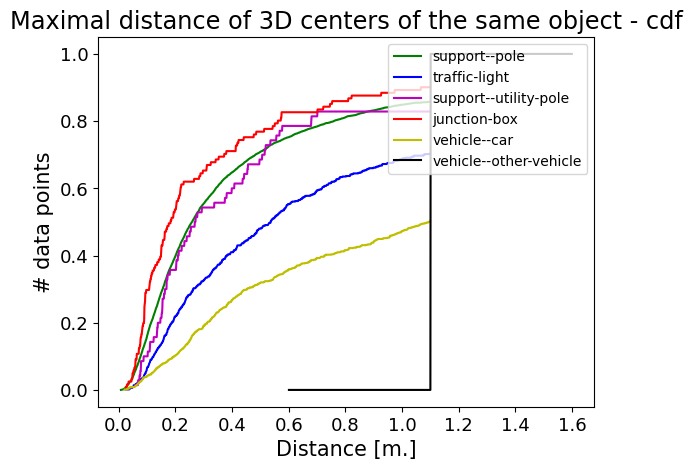 Maximal distance of 3D centers of the same object - cdf
support--pole
traffic-light
support--utility-pole
junction-box
vehicle--car
vehicle--other-vehicle
# data points
1.0
0.8
0.6
0.4
0.2
0.0
0.0 0.2 0.4 0.6 0.8 1.0 1.2 1.4 1.6
Distance [m.]